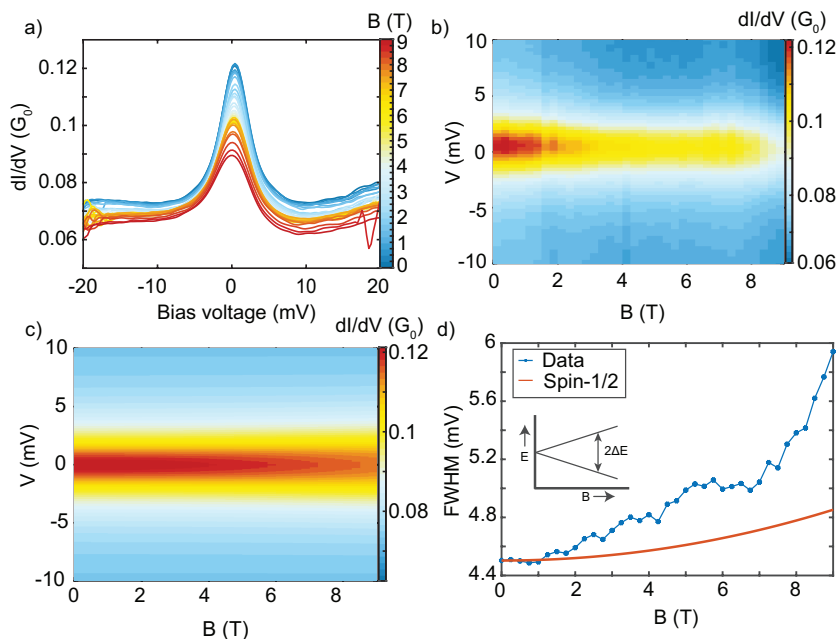 a)
B (T)
dI/dV (G₀)
0.12
0.1
0.08
0.06
-20
-10
0
10
20
Bias voltage (mV)
9
8
7
6
5
4
3
2
1
0
b)
dI/dV (G₀)
V (mV)
10
5
0
-5
-10
0
2
4
6
8
B (T)
0.12
0.1
0.08
0.06
c)
dI/dV (G₀)
V (mV)
10
5
0
-5
-10
0
2
4
6
8
B (T)
0.12
0.1
0.08
d)
FWHM (mV)
6
5.6
5.2
4.8
4.4
0
2
4
6
8
B (T)
Data
Spin-1/2
E
B
2ΔE